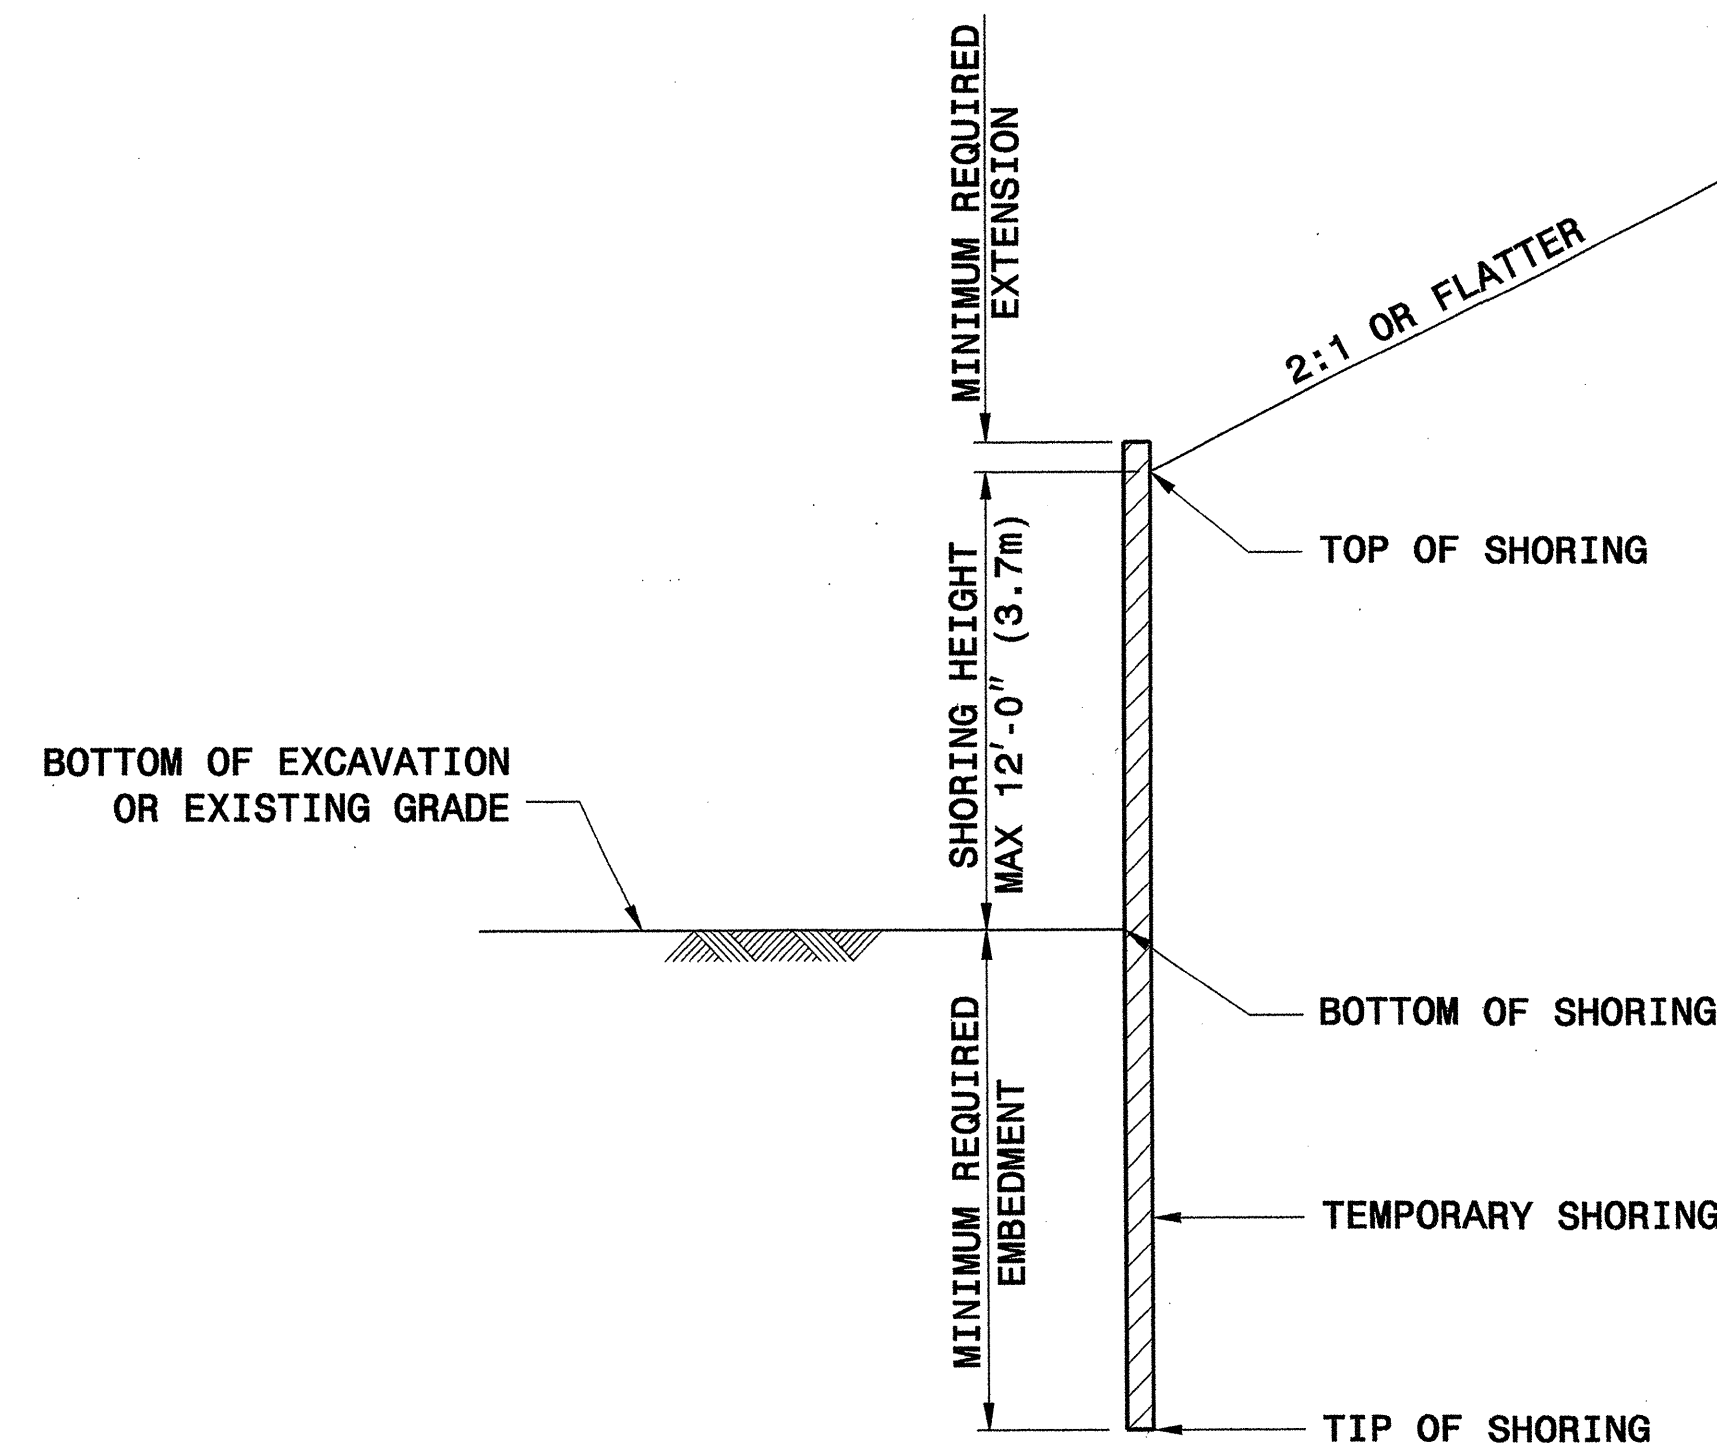 MINIMUM REQUIRED
EXTENSION
2:1 OR FLATTER
TOP OF SHORING
SHORING HEIGHT
MAX 12'-0" (3.7m)
BOTTOM OF EXCAVATION
OR EXISTING GRADE
BOTTOM OF SHORING
MINIMUM REQUIRED
EMBEDMENT
TEMPORARY SHORING
TIP OF SHORING